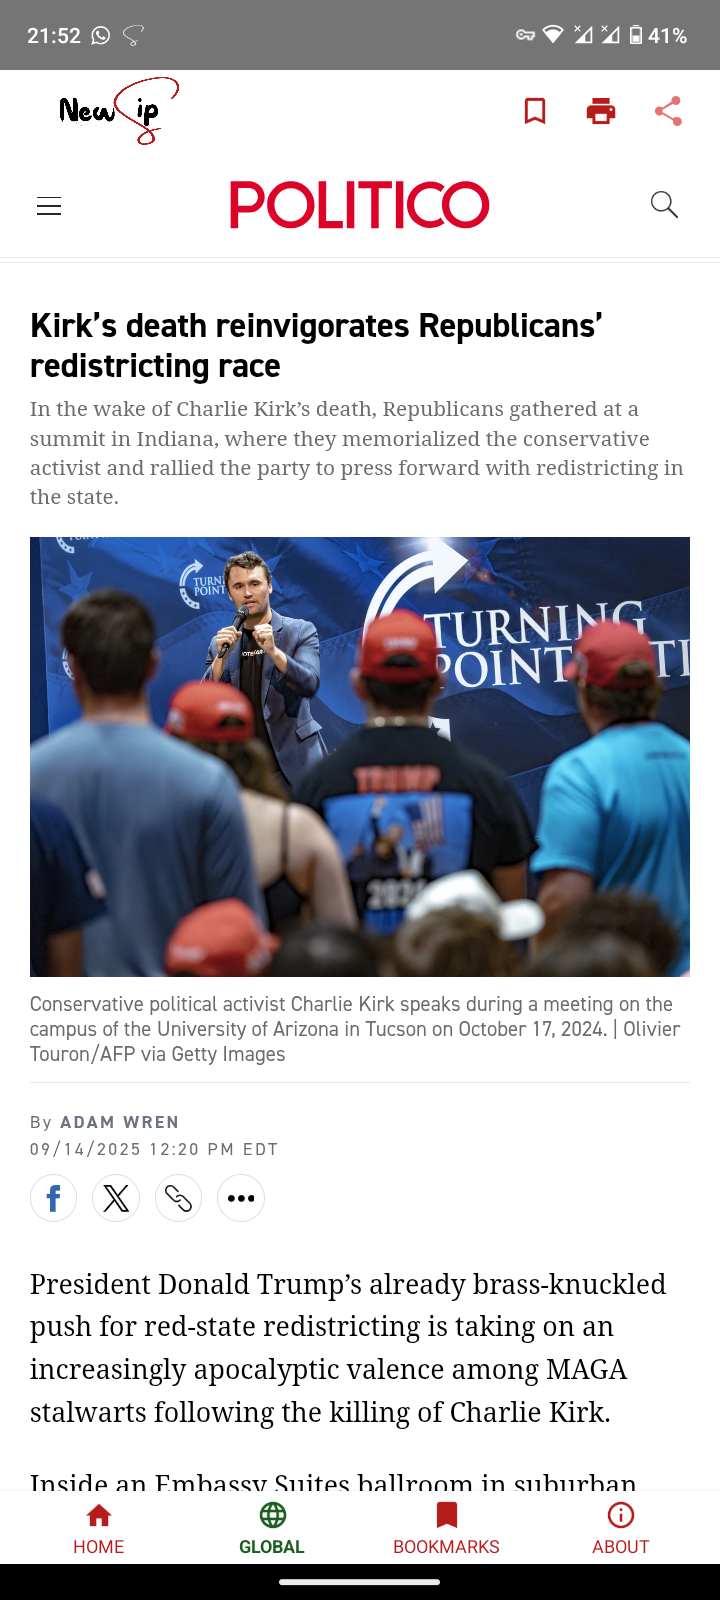 21:52
41%
New Sip
POLITICO
Kirk’s death reinvigorates Republicans’
redistricting race
In the wake of Charlie Kirk’s death, Republicans gathered at a
summit in Indiana, where they memorialized the conservative
activist and rallied the party to press forward with redistricting in
the state.
TURNING
POINT
TURN
POINT
TRUMP
Conservative political activist Charlie Kirk speaks during a meeting on the
campus of the University of Arizona in Tucson on October 17, 2024. | Olivier
Touron/AFP via Getty Images
By ADAM WREN
09/14/2025 12:20 PM EDT
President Donald Trump’s already brass-knuckled
push for red-state redistricting is taking on an
increasingly apocalyptic valence among MAGA
stalwarts following the killing of Charlie Kirk.
Inside an Embassy Suites ballroom in suburban
HOME
GLOBAL
BOOKMARKS
ABOUT